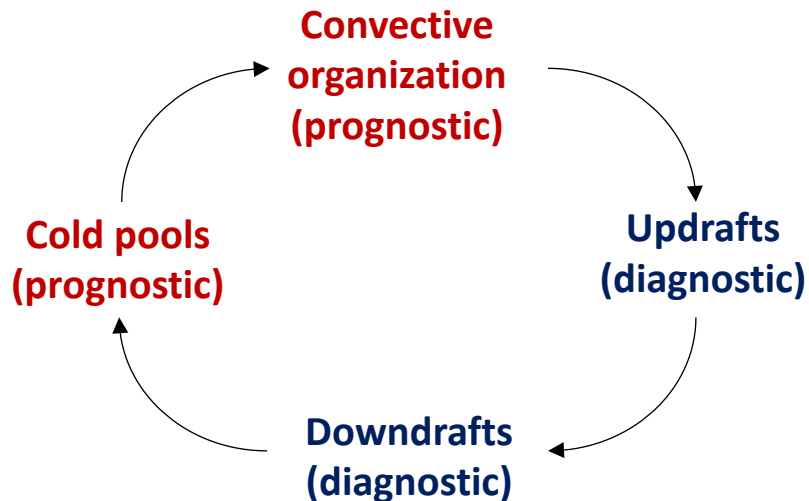 Convective
organization
(prognostic)
Cold pools
(prognostic)
Updrafts
(diagnostic)
Downdrafts
(diagnostic)